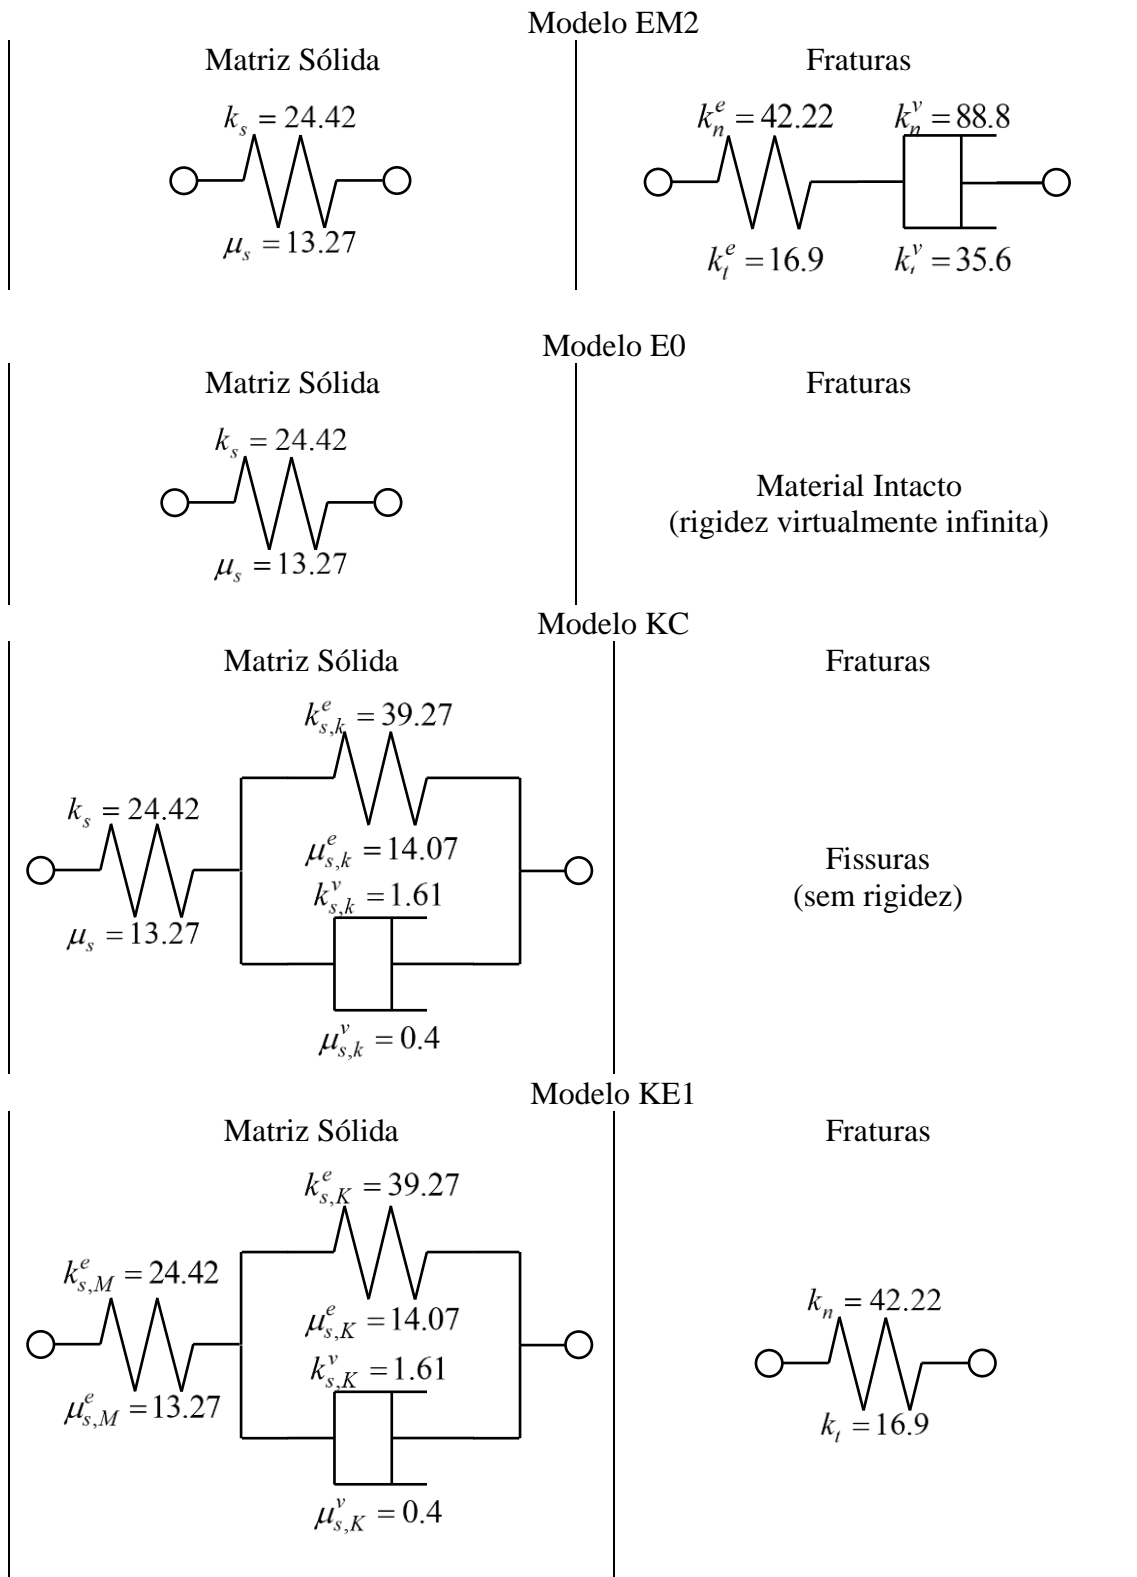 Modelo EM2
Matriz Sólida
Fraturas
k_s = 24.42
μ_s = 13.27
k_n^e = 42.22
k_n^v = 88.8
k_t^e = 16.9
k_t^v = 35.6
Modelo E0
Matriz Sólida
Fraturas
k_s = 24.42
μ_s = 13.27
Material Intacto
(rigidez virtualmente infinita)
Modelo KC
Matriz Sólida
Fraturas
k_{s,k}^e = 39.27
k_s = 24.42
μ_{s,k}^e = 14.07
k_{s,k}^v = 1.61
μ_s = 13.27
μ_{s,k}^v = 0.4
Fissuras
(sem rigidez)
Modelo KE1
Matriz Sólida
Fraturas
k_{s,K}^e = 39.27
k_{s,M}^e = 24.42
μ_{s,K}^e = 14.07
k_{s,K}^v = 1.61
μ_{s,M}^e = 13.27
μ_{s,K}^v = 0.4
k_n = 42.22
k_t = 16.9